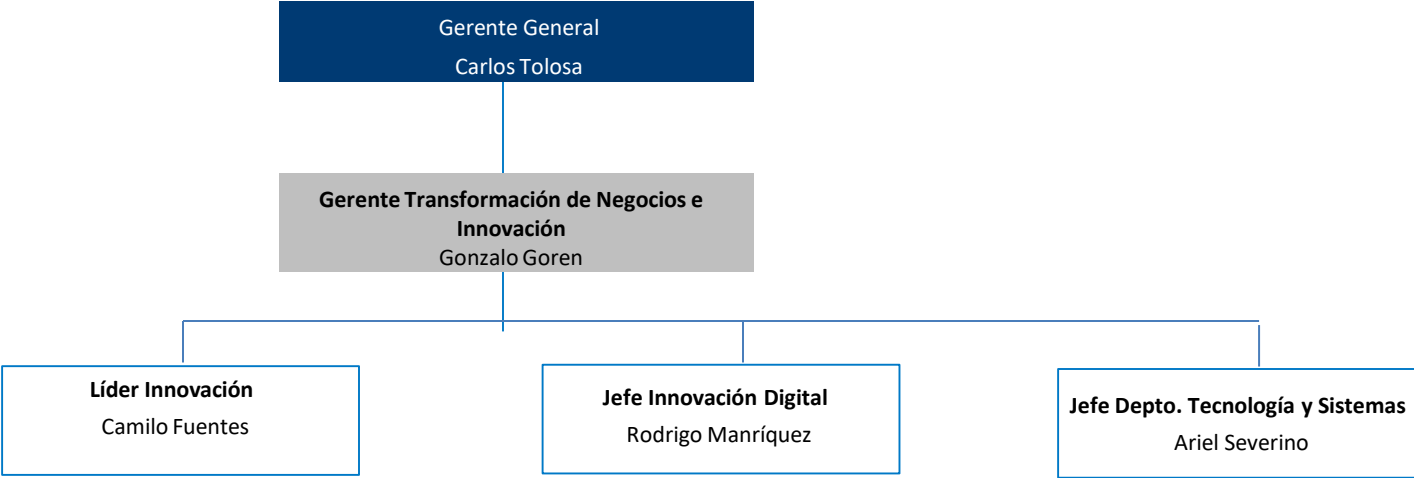 Gerente General
Carlos Tolosa
Gerente Transformación de Negocios e
Innovación
Gonzalo Goren
Líder Innovación
Camilo Fuentes
Jefe Innovación Digital
Rodrigo Manríquez
Jefe Depto. Tecnología y Sistemas
Ariel Severino